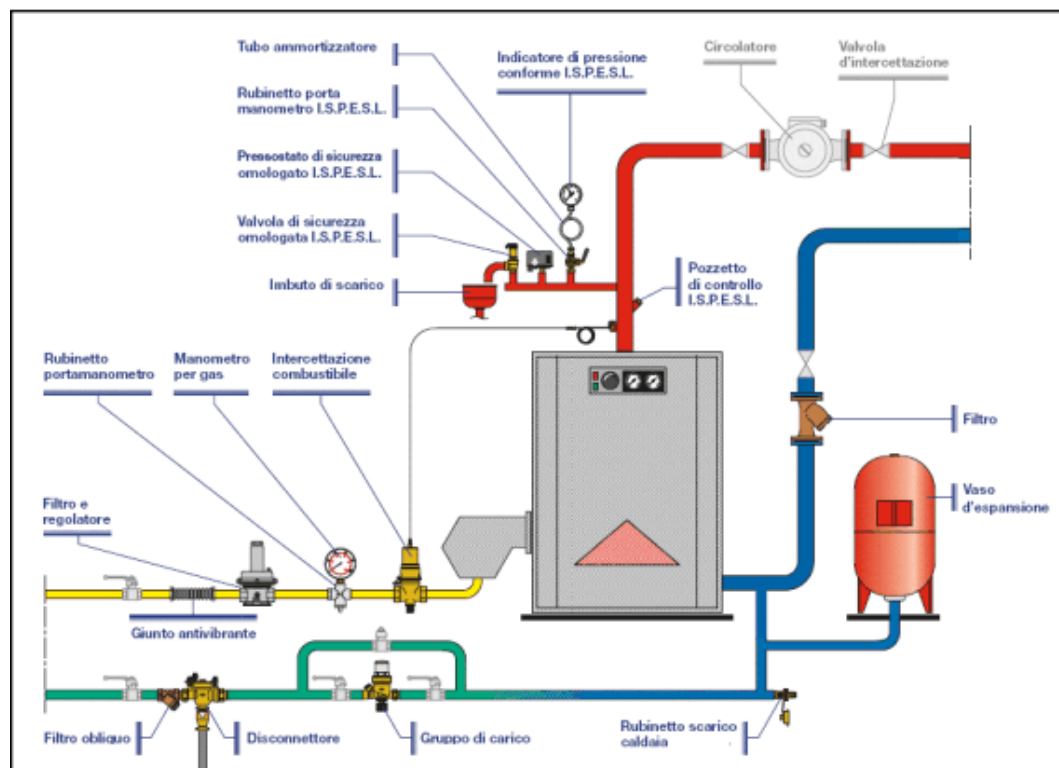 Tubo ammortizzatore
Indicatore di pressione
conforme I.S.P.E.S.L.
Circolatore
Valvola
d'intercettazione
Rubinetto porta
manometro I.S.P.E.S.L.
Pressostato di sicurezza
omologato I.S.P.E.S.L.
Valvola di sicurezza
omologata I.S.P.E.S.L.
Imbuto di scarico
Pozzetto
di controllo
I.S.P.E.S.L.
Rubinetto
portamanometro
Manometro
per gas
Intercettazione
combustibile
Filtro
Filtro e
regolatore
Vaso
d'espansione
Giunto antivibrante
Filtro obliquo
Disconnettore
Gruppo di carico
Rubinetto scarico
caldaia